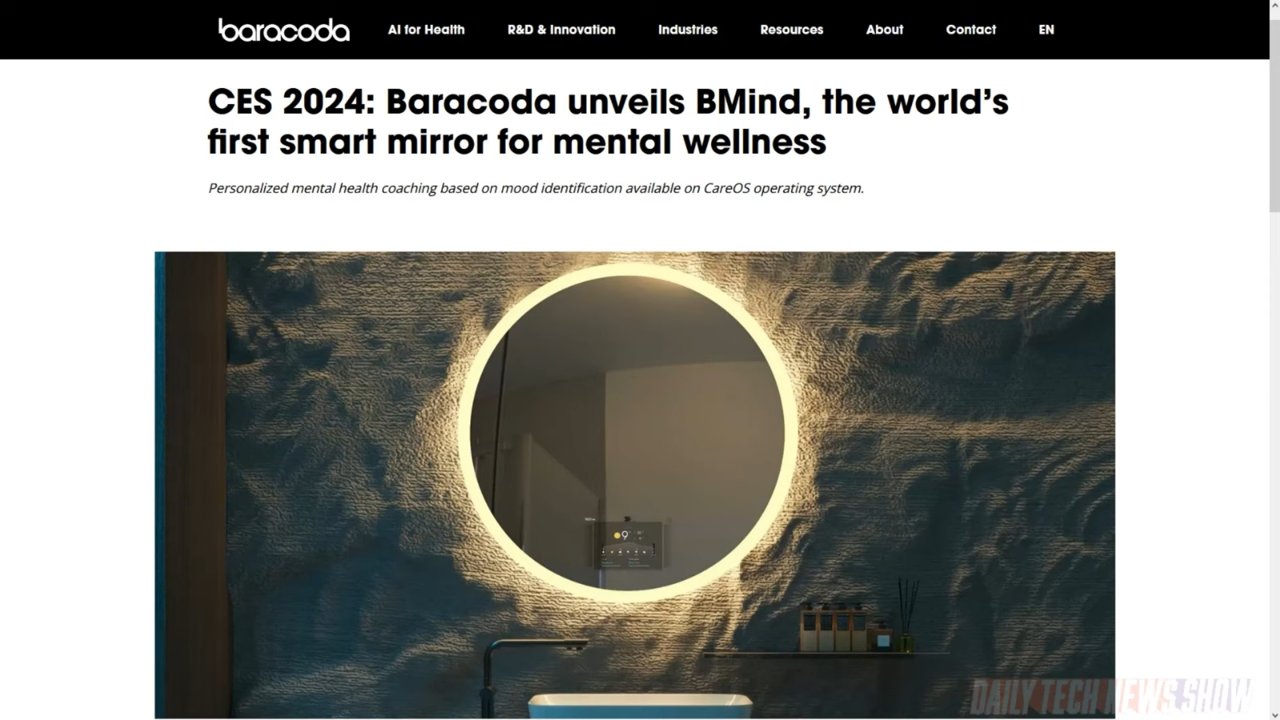 baracoda
AI for Health
R&D & Innovation
Industries
Resources
About
Contact
EN
CES 2024: Baracoda unveils BMind, the world’s
first smart mirror for mental wellness
Personalized mental health coaching based on mood identification available on CareOS operating system.
DAILY TECH NEWS SHOW